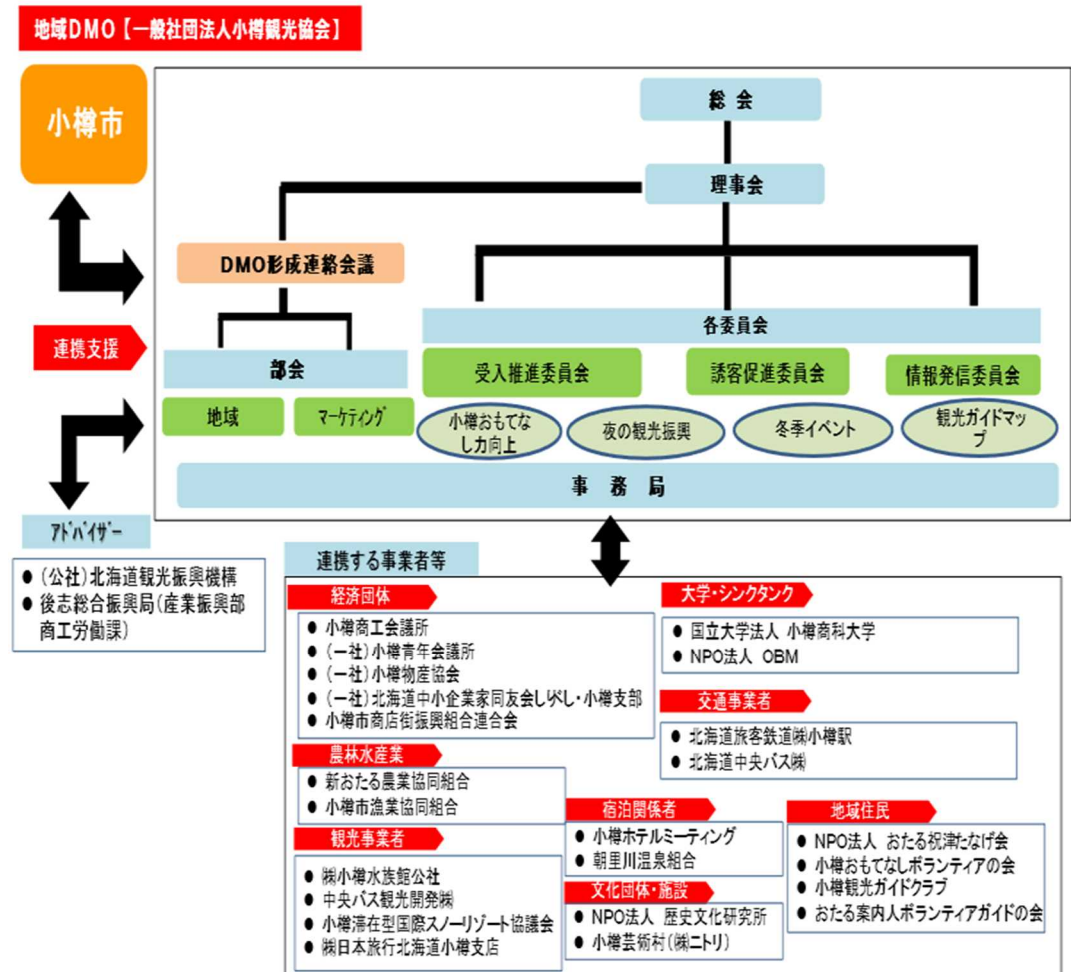 地域DMO【一般社団法人小樽観光協会】
小樽市
総会
理事会
DMO形成連絡会議
各委員会
連携支援
部会
受入推進委員会
誘客促進委員会
情報発信委員会
地域
マーケティング
小樽おもてな
し力向上
夜の観光振興
冬季イベント
観光ガイドマッ
プ
事務局
アドバイザー
● (公社)北海道観光振興機構
● 後志総合振興局(産業振興部
商工労働課)
連携する事業者等
経済団体
● 小樽商工会議所
● (一社)小樽青年会議所
● (一社)小樽物産協会
● (一社)北海道中小企業家同友会しりべし・小樽支部
● 小樽市商店街振興組合連合会
大学・シンクタンク
● 国立大学法人 小樽商科大学
● NPO法人 OBM
交通事業者
● 北海道旅客鉄道㈱小樽駅
● 北海道中央バス㈱
農林水産業
● 新おたる農業協同組合
● 小樽市漁業協同組合
宿泊関係者
● 小樽ホテルミーティング
● 朝里川温泉組合
地域住民
● NPO法人 おたる祝津たなげ会
● 小樽おもてなしボランティアの会
● 小樽観光ガイドクラブ
● おたる案内人ボランティアガイドの会
観光事業者
● ㈱小樽水族館公社
● 中央バス観光開発㈱
● 小樽滞在型国際スノーリゾート協議会
● ㈱日本旅行北海道小樽支店
文化団体・施設
● NPO法人 歴史文化研究所
● 小樽芸術村(㈱ニトリ)